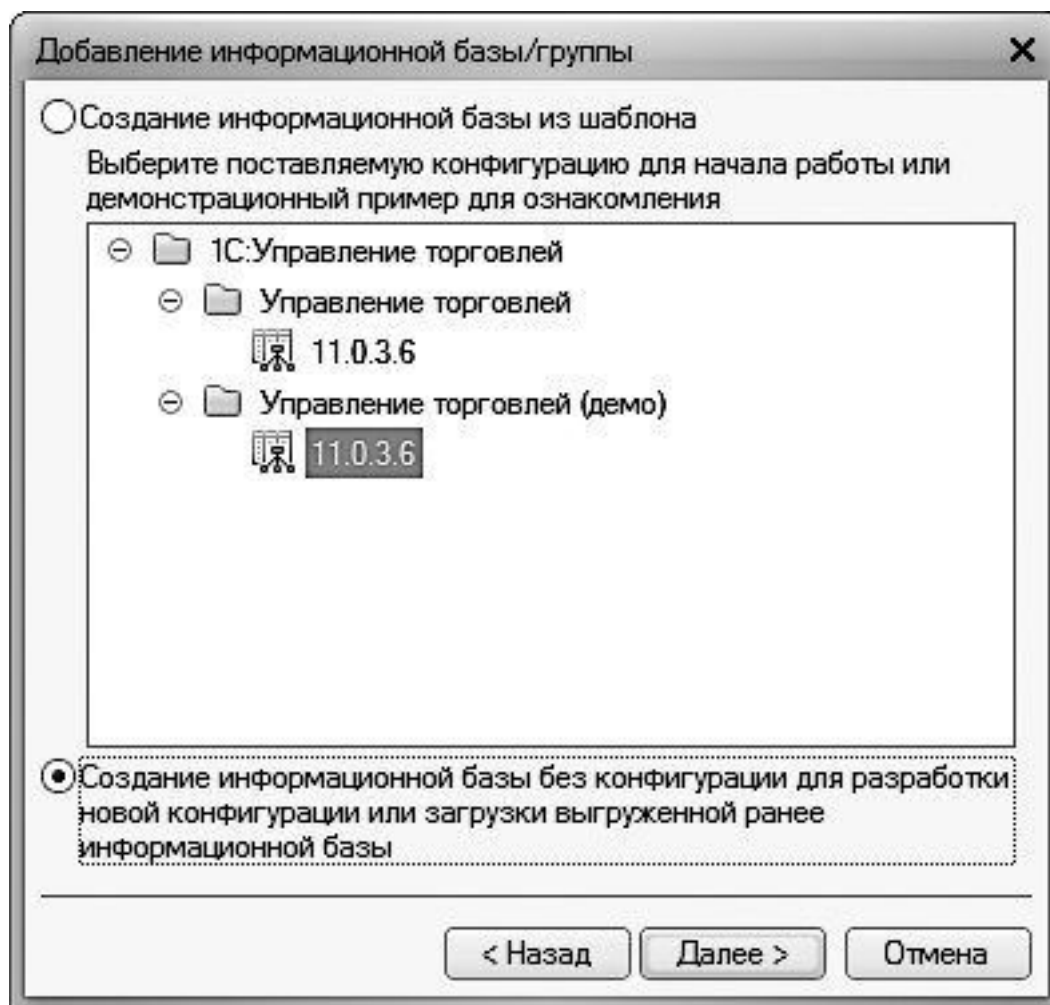 Добавление информационной базы/группы
Создание информационной базы из шаблона
Выберите поставляемую конфигурацию для начала работы или
демонстрационный пример для ознакомления
1С:Управление торговлей
Управление торговлей
11.0.3.6
Управление торговлей (демо)
11.0.3.6
Создание информационной базы без конфигурации для разработки
новой конфигурации или загрузки выгруженной ранее
информационной базы
< Назад Далее > Отмена